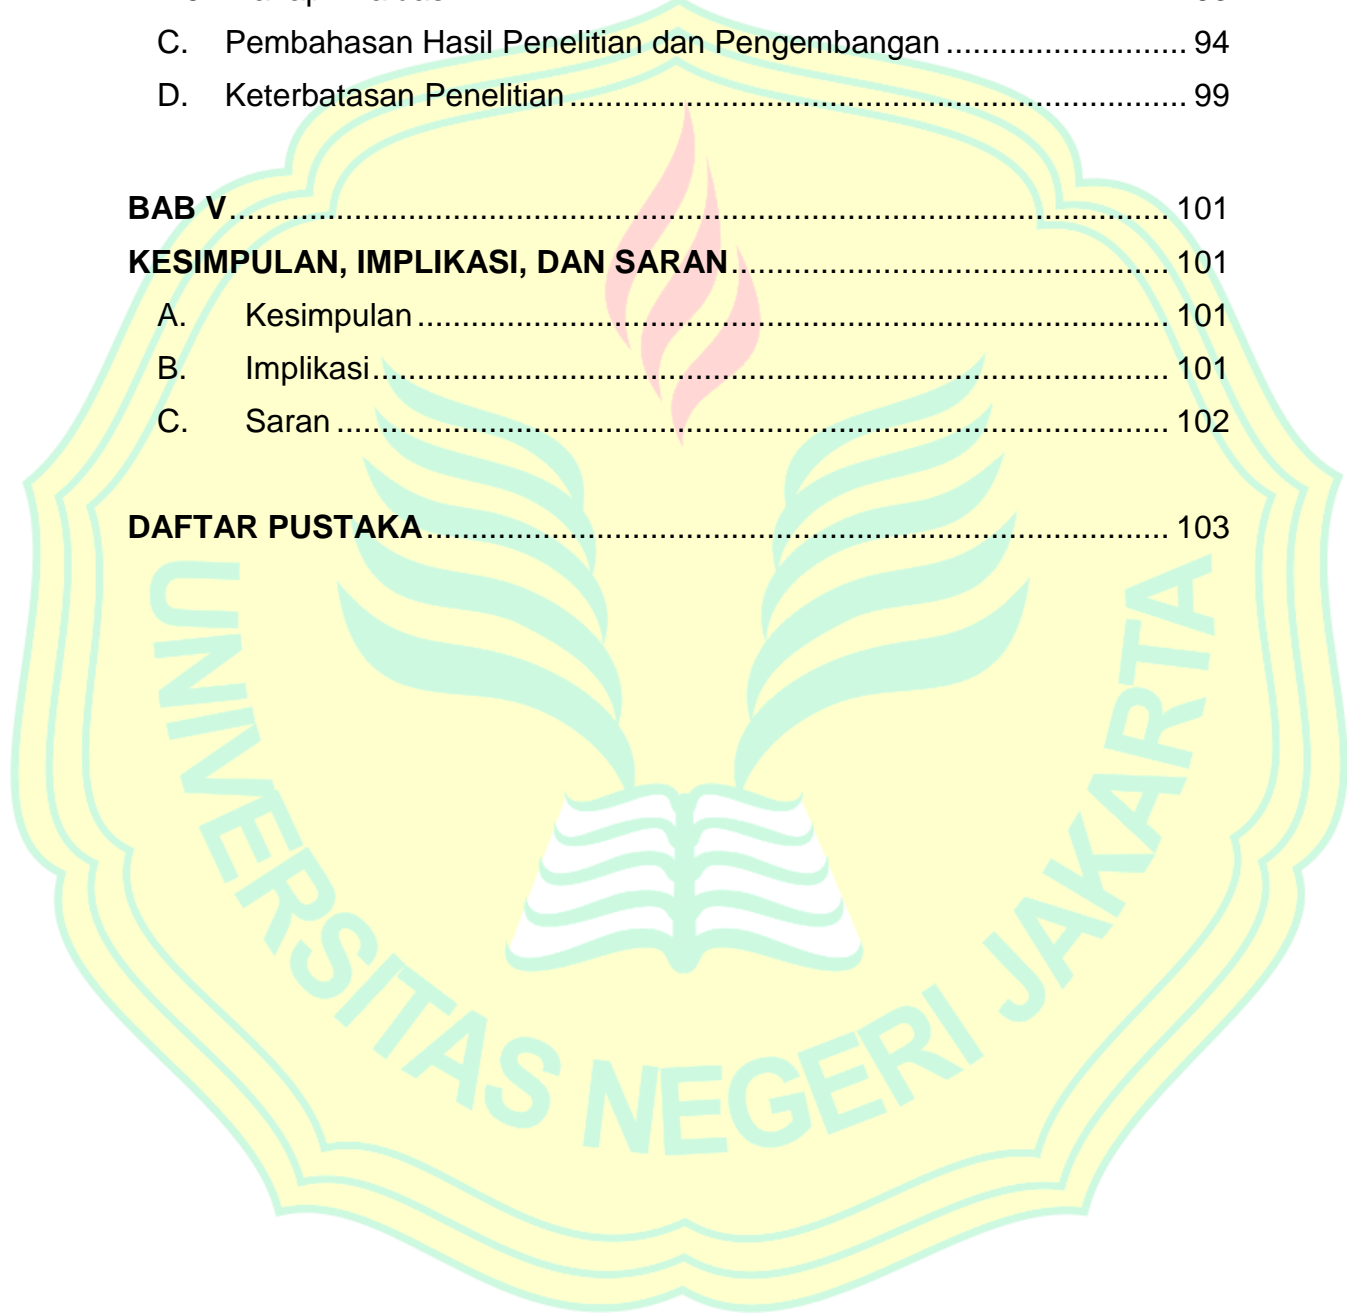 C. Pembahasan Hasil Penelitian dan Pengembangan ........................... 94
D. Keterbatasan Penelitian ...................................................................... 99
BAB V .......................................................................................................... 101
KESIMPULAN, IMPLIKASI, DAN SARAN ................................................. 101
A. Kesimpulan ..................................................................................... 101
B. Implikasi .......................................................................................... 101
C. Saran .............................................................................................. 102
DAFTAR PUSTAKA .................................................................................... 103
UNIVERSITAS NEGERI JAKARTA